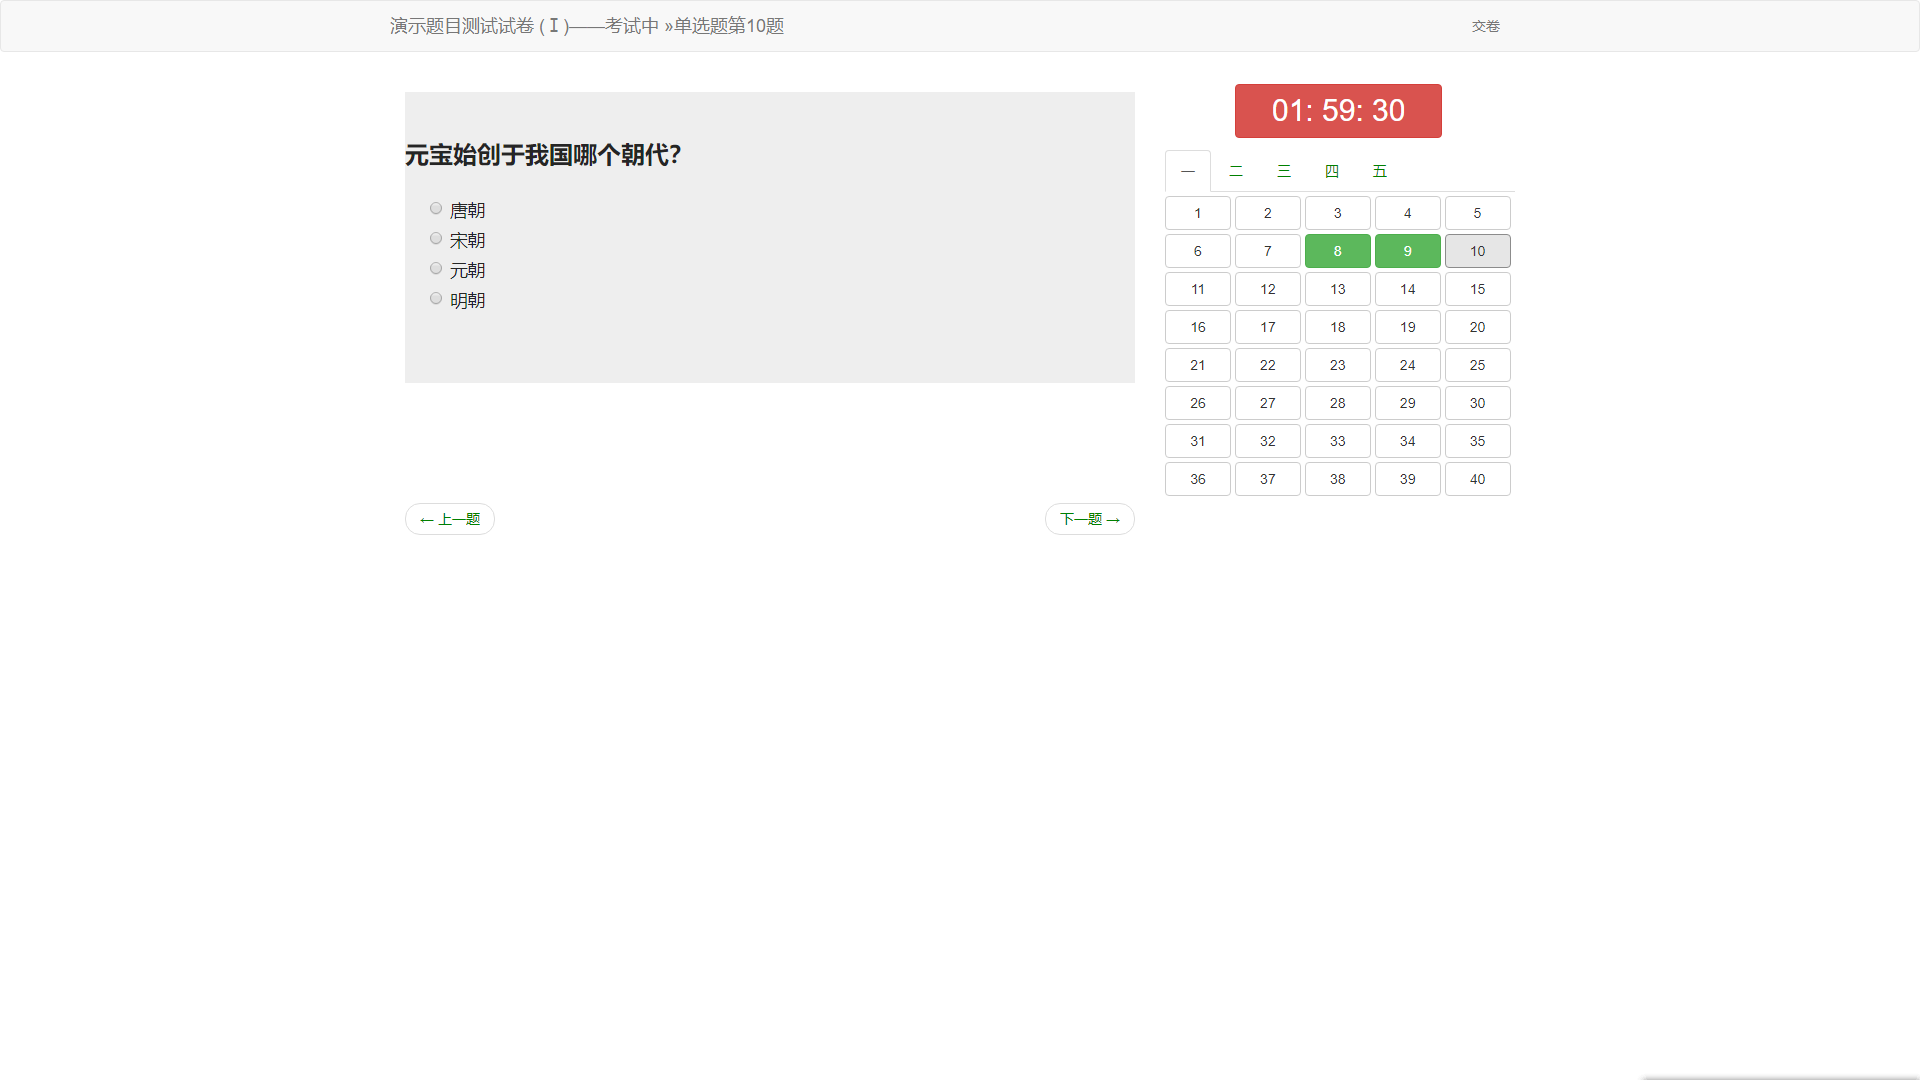 演示题目测试试卷 ( I )——考试中 »单选题第10题
交卷
01: 59: 30
元宝始创于我国哪个朝代?
唐朝
宋朝
元朝
明朝
← 上一题
下一题 →
一 二 三 四 五
1 2 3 4 5
6 7 8 9 10
11 12 13 14 15
16 17 18 19 20
21 22 23 24 25
26 27 28 29 30
31 32 33 34 35
36 37 38 39 40